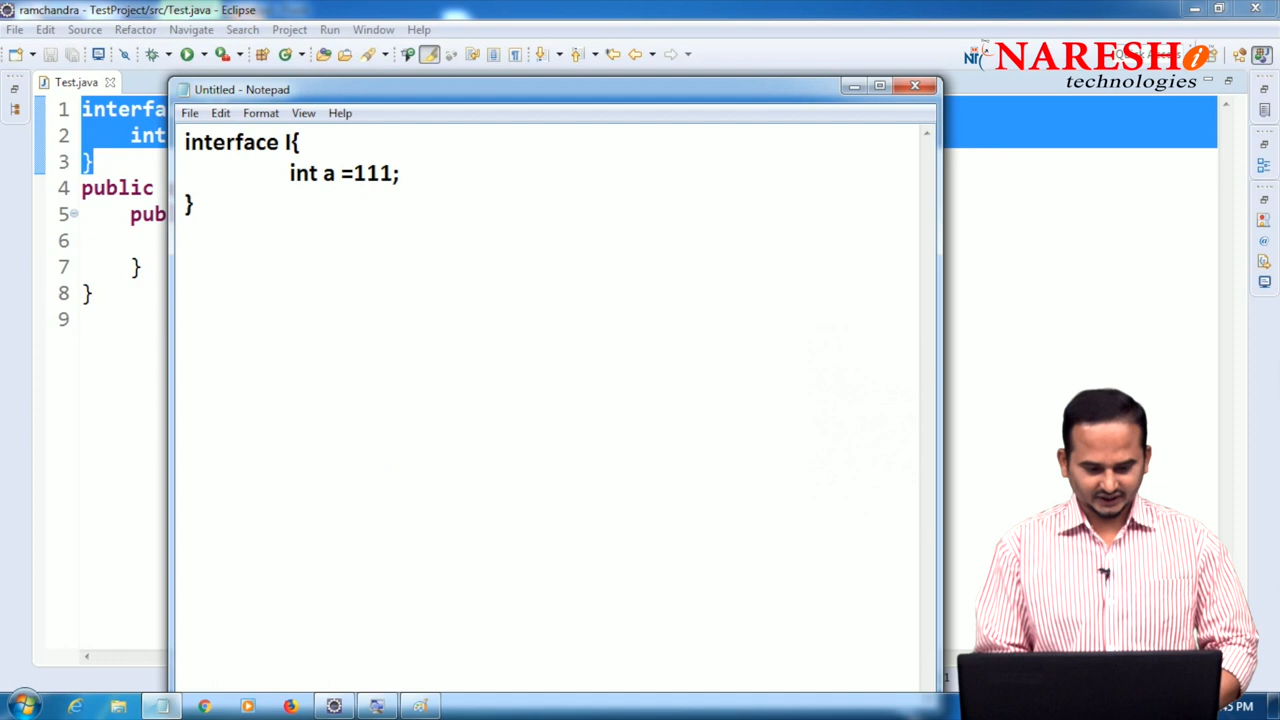 ramchandra - TestProject/src/Test.java - Eclipse
File Edit Source Refactor Navigate Search Project Run Window Help
NARESH i
technologies
Test.java
Untitled - Notepad
File Edit Format View Help
interface I{
int a =111;
}
1 interfa
2 int
3 }
4 public
5 pub
6
7 }
8 }
9